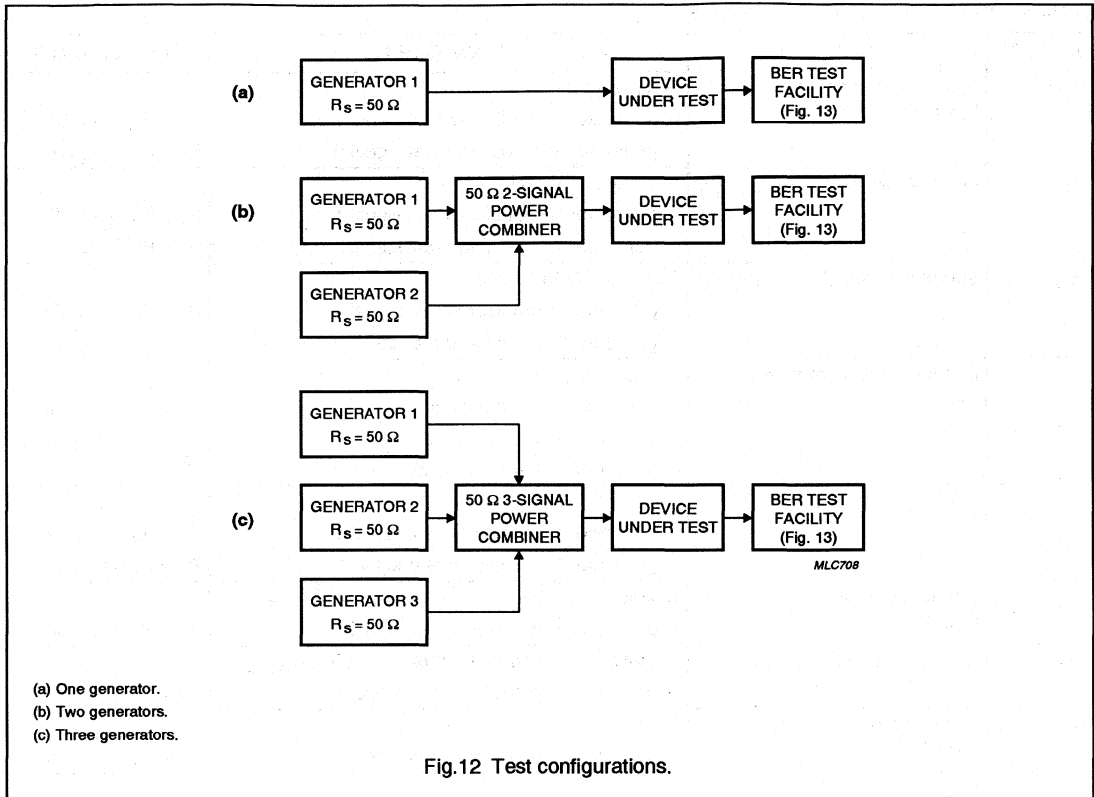 (a)
GENERATOR 1
RS = 50 Ω
DEVICE
UNDER TEST
BER TEST
FACILITY
(Fig. 13)
(b)
GENERATOR 1
RS = 50 Ω
50 Ω 2-SIGNAL
POWER
COMBINER
DEVICE
UNDER TEST
BER TEST
FACILITY
(Fig. 13)
GENERATOR 2
RS = 50 Ω
GENERATOR 1
RS = 50 Ω
(c)
GENERATOR 2
RS = 50 Ω
50 Ω 3-SIGNAL
POWER
COMBINER
DEVICE
UNDER TEST
BER TEST
FACILITY
(Fig. 13)
MLC708
GENERATOR 3
RS = 50 Ω
(a) One generator.
(b) Two generators.
(c) Three generators.
Fig.12 Test configurations.